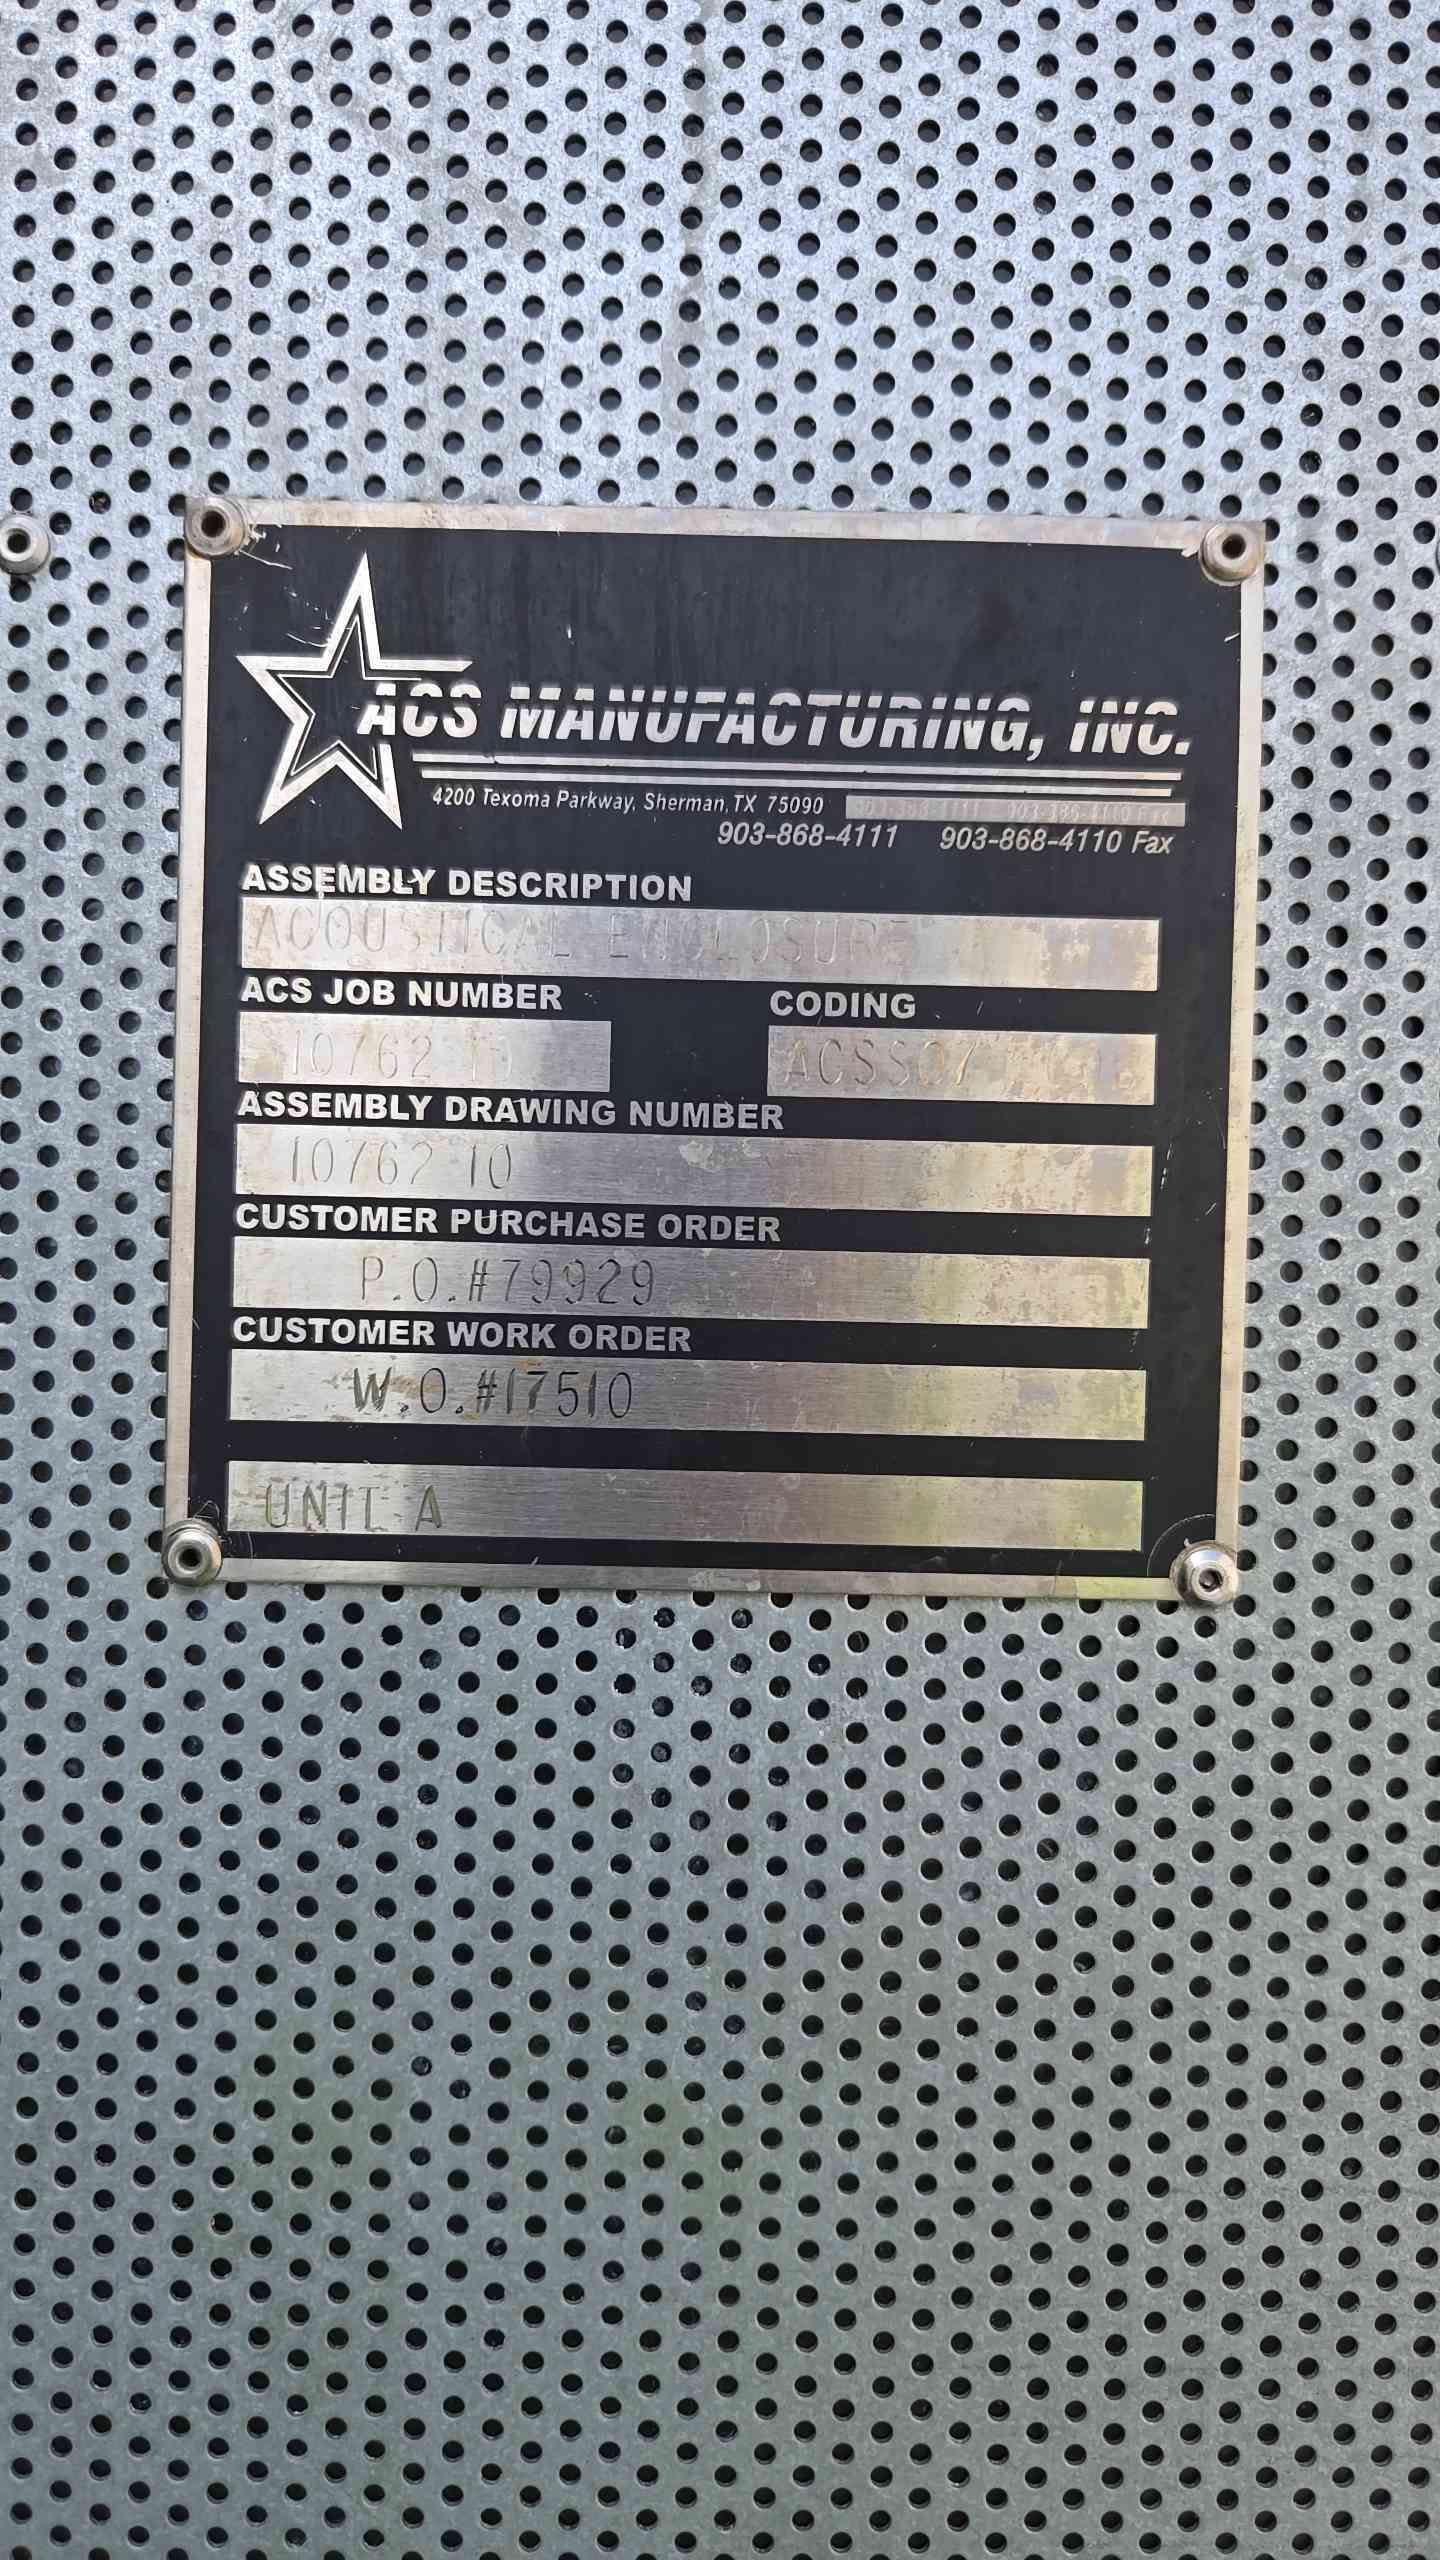 ACS MANUFACTURING, INC.
4200 Texoma Parkway, Sherman, TX 75090
903-868-4111 903-868-4110 Fax
ASSEMBLY DESCRIPTION
ACOUSTICAL ENCLOSURE
ACS JOB NUMBER CODING
10762 10
ASSEMBLY DRAWING NUMBER
10762 10
CUSTOMER PURCHASE ORDER
P.O.#79929
CUSTOMER WORK ORDER
W.O.#17510
UNIT A